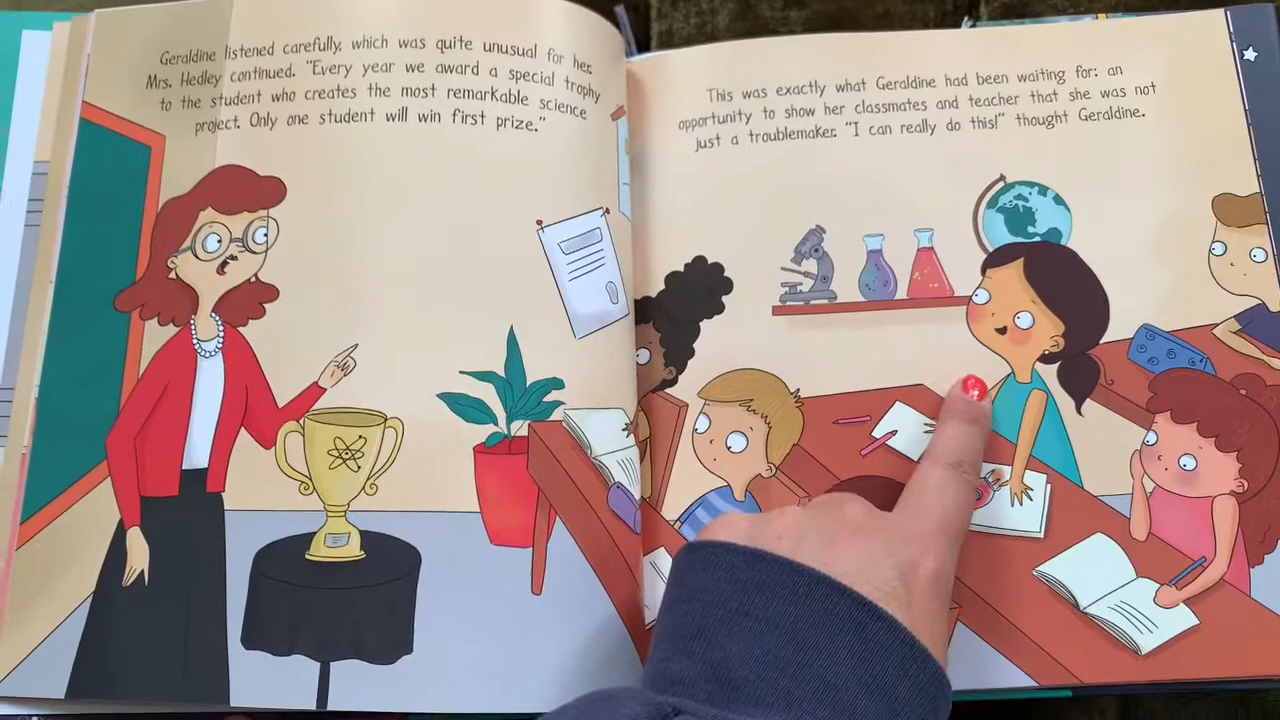 Geraldine listened carefully, which was quite unusual for her.
Mrs. Hedley continued. "Every year we award a special trophy
to the student who creates the most remarkable science
project. Only one student will win first prize."
This was exactly what Geraldine had been waiting for: an
opportunity to show her classmates and teacher that she was not
just a troublemaker. "I can really do this!" thought Geraldine.